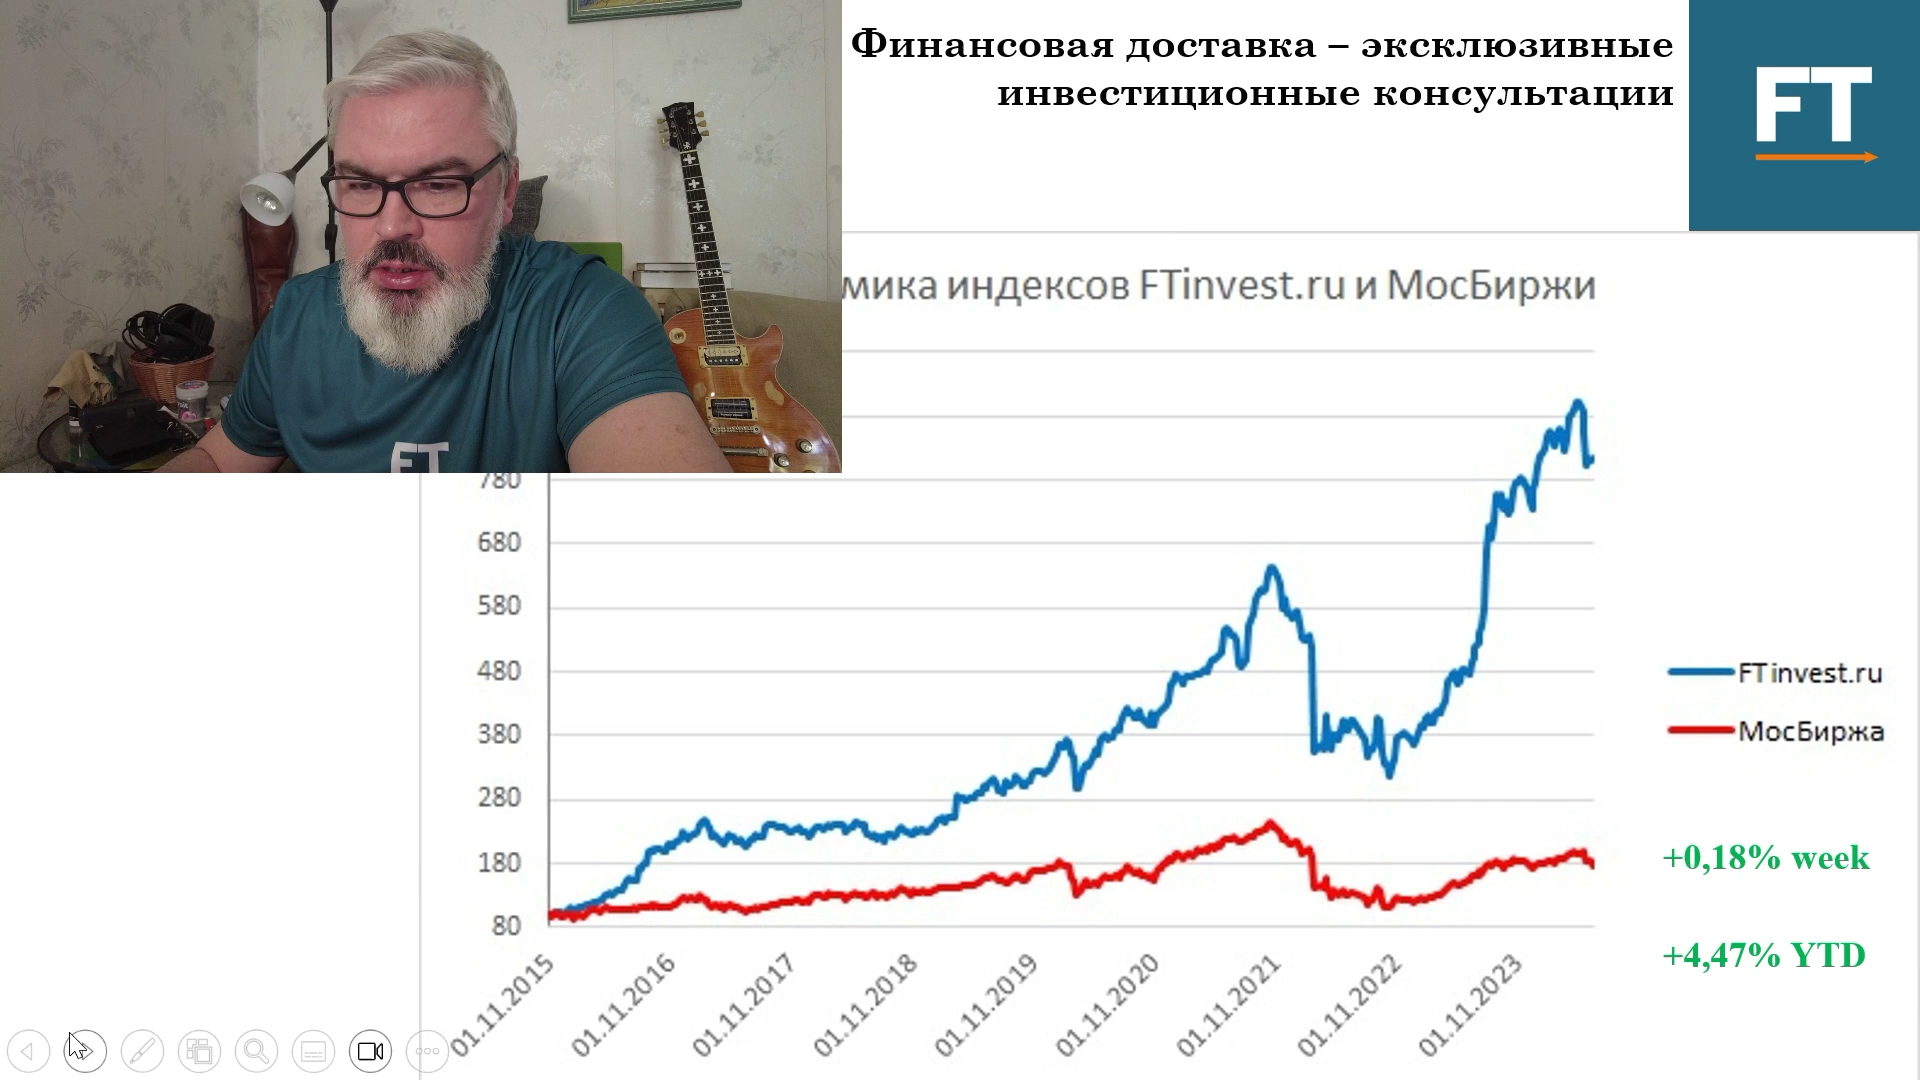 Финансовая доставка – эксклюзивные
инвестиционные консультации
FT
мика индексов FTinvest.ru и МосБиржи
FT
780
680
580
480
380
280
180
80
01.11.2015
01.11.2016
01.11.2017
01.11.2018
01.11.2019
01.11.2020
01.11.2021
01.11.2022
01.11.2023
FTinvest.ru
МосБиржа
+0,18% week
+4,47% YTD